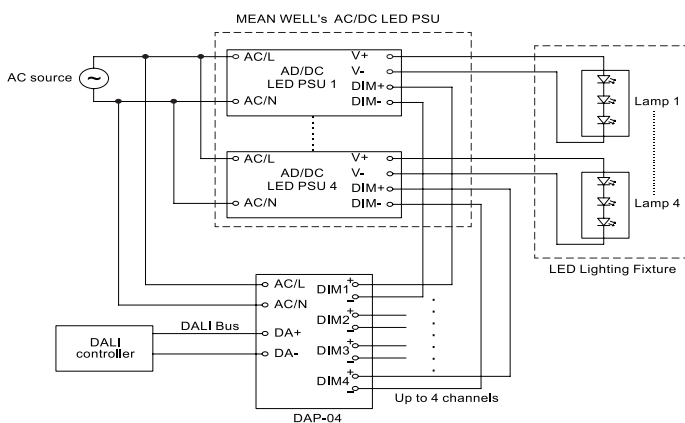 MEAN WELL's AC/DC LED PSU
AC source
~
AC/L
AC/N
AD/DC
LED PSU 1
V+
V-
DIM+
DIM-
AC/L
AC/N
AD/DC
LED PSU 4
V+
V-
DIM+
DIM-
Lamp 1
Lamp 4
LED Lighting Fixture
DALI
controller
DALI Bus
AC/L
AC/N
DA+
DA-
DIM1
+
-
DIM2
+
-
DIM3
+
-
DIM4
+
-
Up to 4 channels
DAP-04